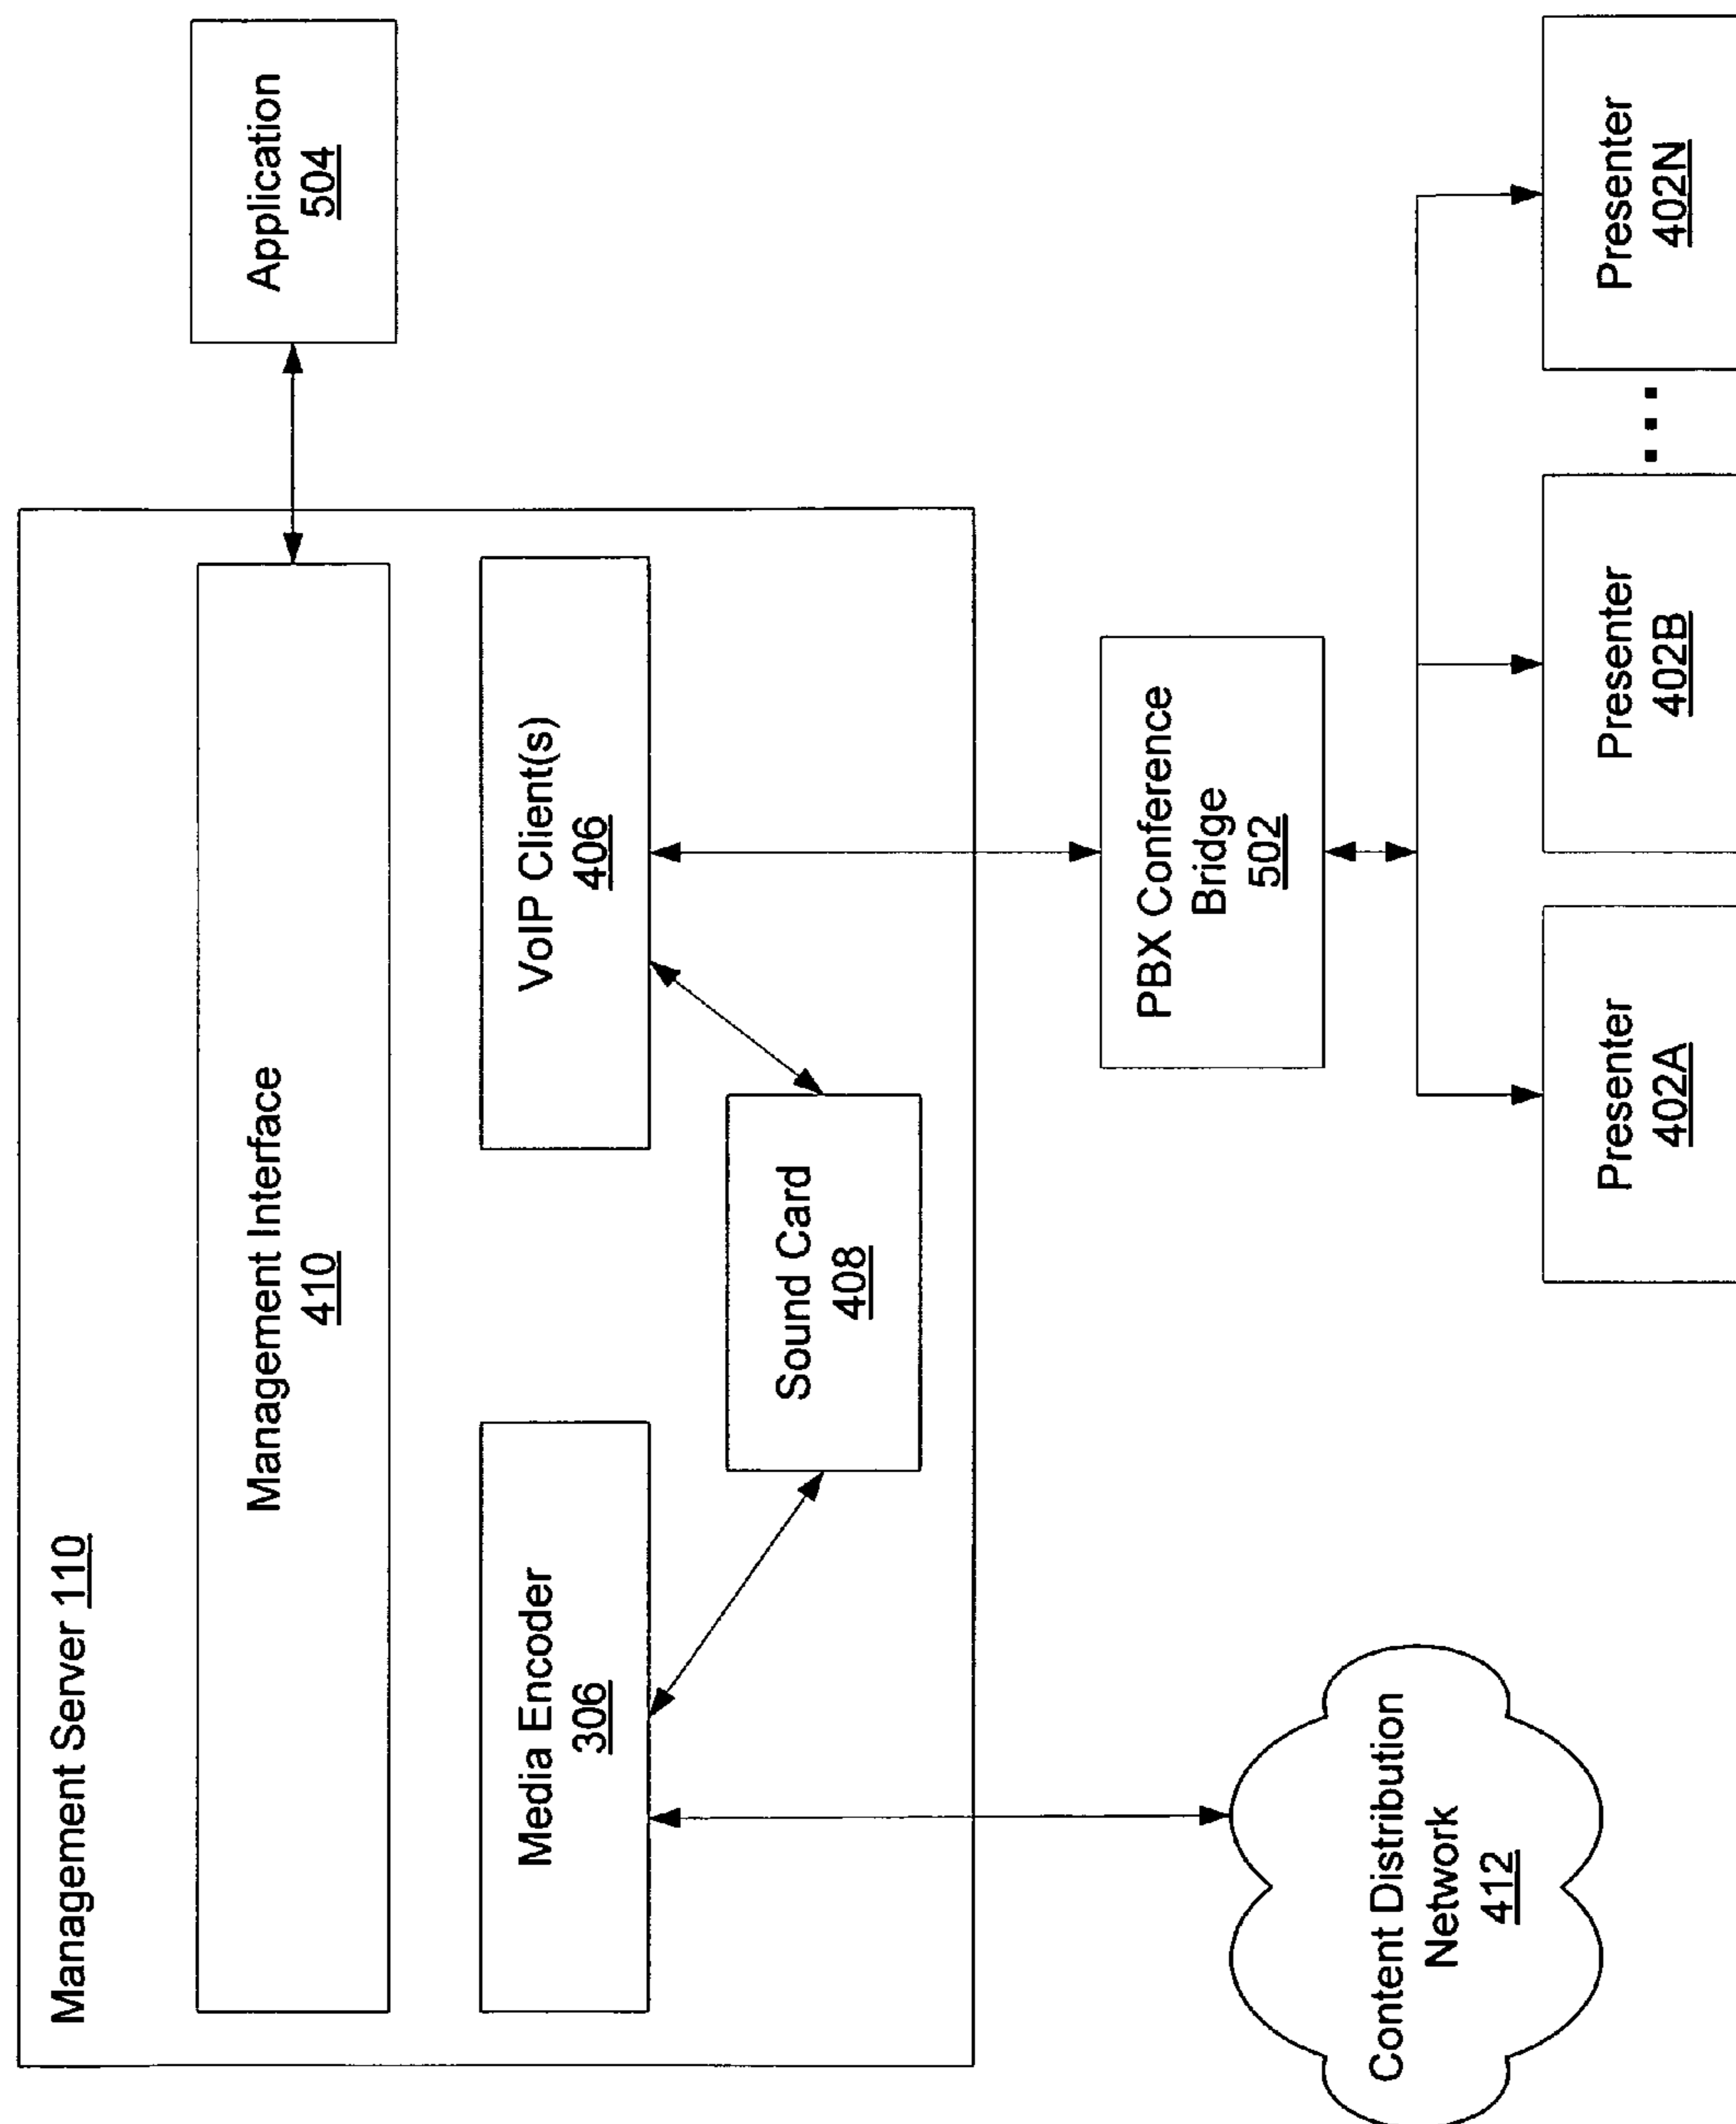 Management Server 110
Management Interface
410
Application
504
Media Encoder
306
VoIP Client(s)
406
Sound Card
408
PBX Conference
Bridge
502
Content Distribution
Network
412
Presenter
402A
Presenter
402B
...
Presenter
402N